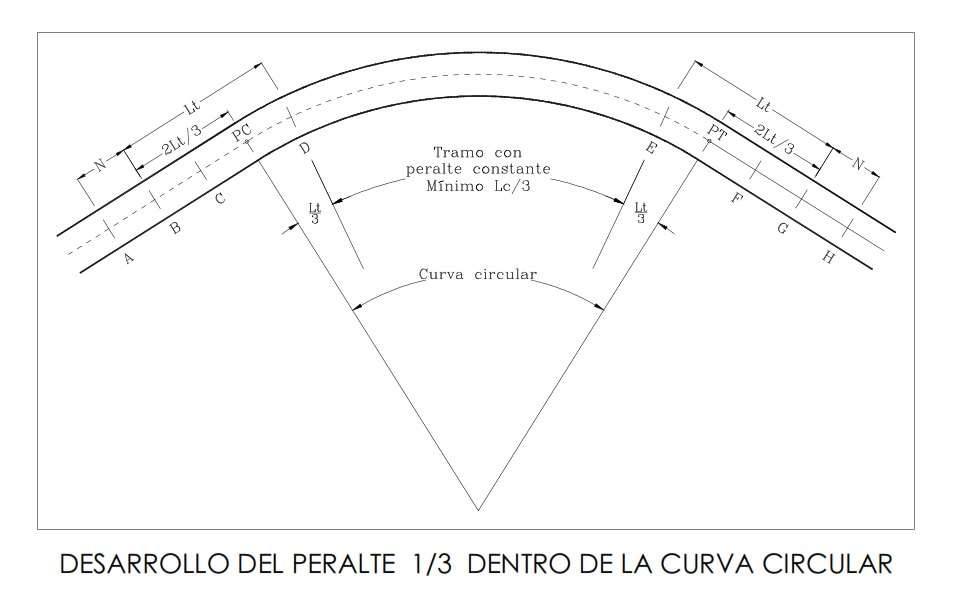 Lt
Lt
N
2Lt/3
PC
PT
2Lt/3
N
D
Tramo con
peralte constante
Mínimo Lc/3
E
A
B
C
Lt
3
Lt
3
F
G
H
Curva circular
DESARROLLO DEL PERALTE 1/3 DENTRO DE LA CURVA CIRCULAR